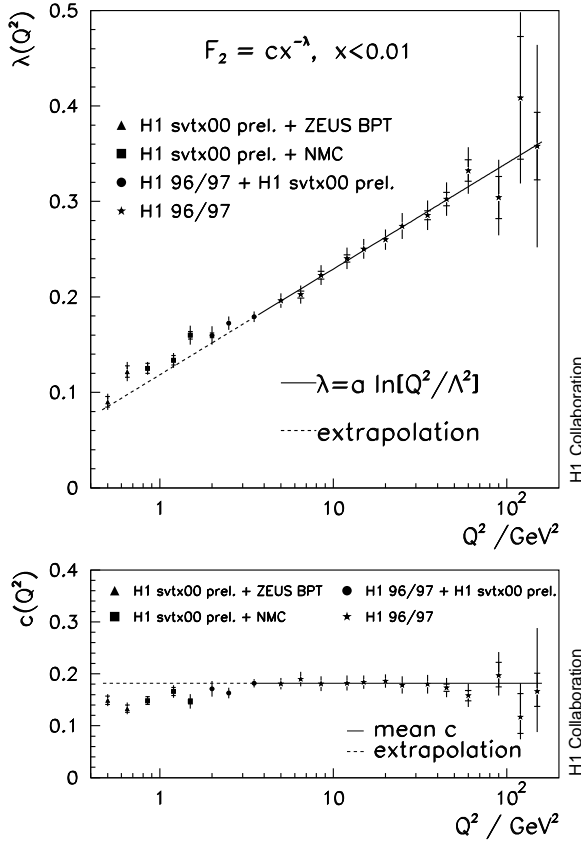 λ(Q²)
0.5
0.4
0.3
0.2
0.1
0
F₂ = cx^-λ, x<0.01
H1 svtx00 prel. + ZEUS BPT
H1 svtx00 prel. + NMC
H1 96/97 + H1 svtx00 prel.
H1 96/97
λ=a ln[Q²/Λ²]
extrapolation
1
10
10²
Q² /GeV²
H1 Collaboration
c(Q²)
0.4
0.3
0.2
0.1
0
H1 svtx00 prel. + ZEUS BPT
H1 96/97 + H1 svtx00 prel.
H1 svtx00 prel. + NMC
H1 96/97
mean c
extrapolation
1
10
10²
Q² / GeV²
H1 Collaboration